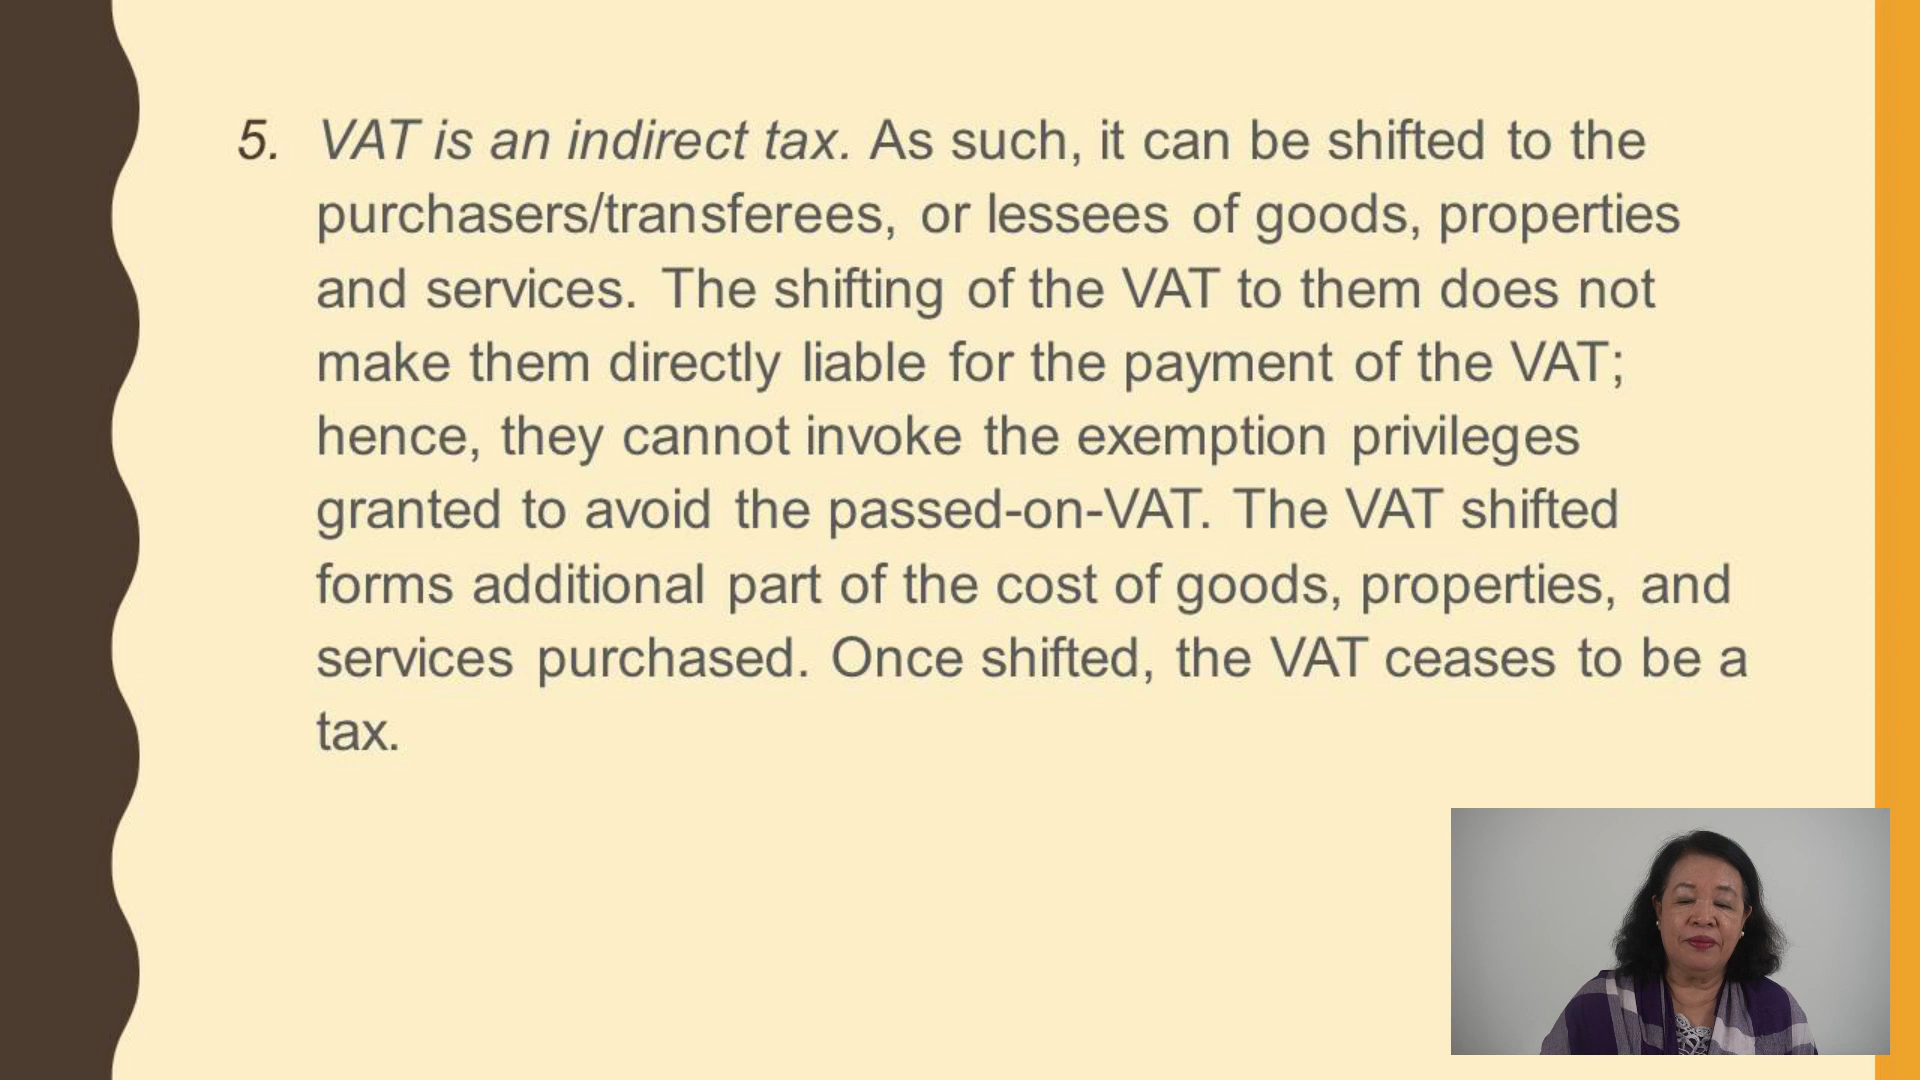 5. VAT is an indirect tax. As such, it can be shifted to the
purchasers/transferees, or lessees of goods, properties
and services. The shifting of the VAT to them does not
make them directly liable for the payment of the VAT;
hence, they cannot invoke the exemption privileges
granted to avoid the passed-on-VAT. The VAT shifted
forms additional part of the cost of goods, properties, and
services purchased. Once shifted, the VAT ceases to be a
tax.